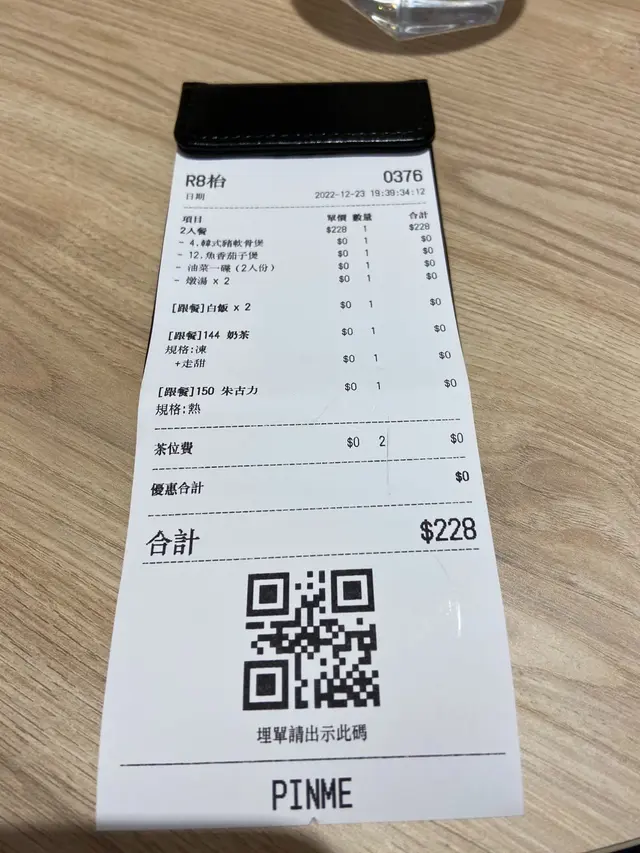 R8枱 0376
日期 2022-12-23 19:39:34:12
項目 單價 數量 合計
2人餐 $228 1 $228
- 4.韓式豬軟骨煲 $0 1 $0
- 12.魚香茄子煲 $0 1 $0
- 油菜一碟(2人份) $0 1 $0
- 燉湯 x 2 $0 1 $0
[跟餐]白飯 x 2 $0 1 $0
[跟餐]144 奶茶 $0 1 $0
規格:凍
+走甜 $0 1 $0
[跟餐]150 朱古力 $0 1 $0
規格:熱
茶位費 $0 2 $0
優惠合計 $0
合計 $228
埋單請出示此碼
PINME